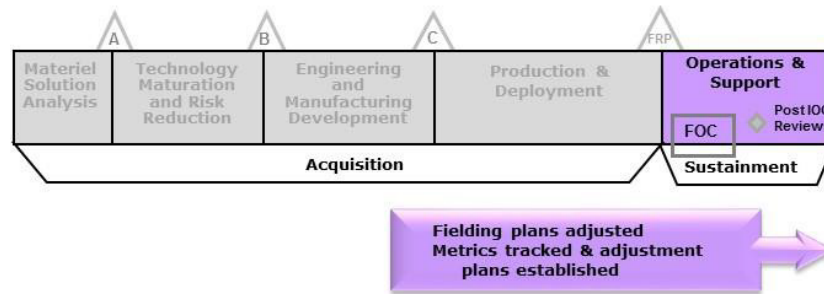 A
B
C
FRP
Materiel
Solution
Analysis
Technology
Maturation
and Risk
Reduction
Engineering
and
Manufacturing
Development
Production &
Deployment
Operations &
Support
FOC
Post IOC
Review
Acquisition
Sustainment
Fielding plans adjusted
Metrics tracked & adjustment
plans established